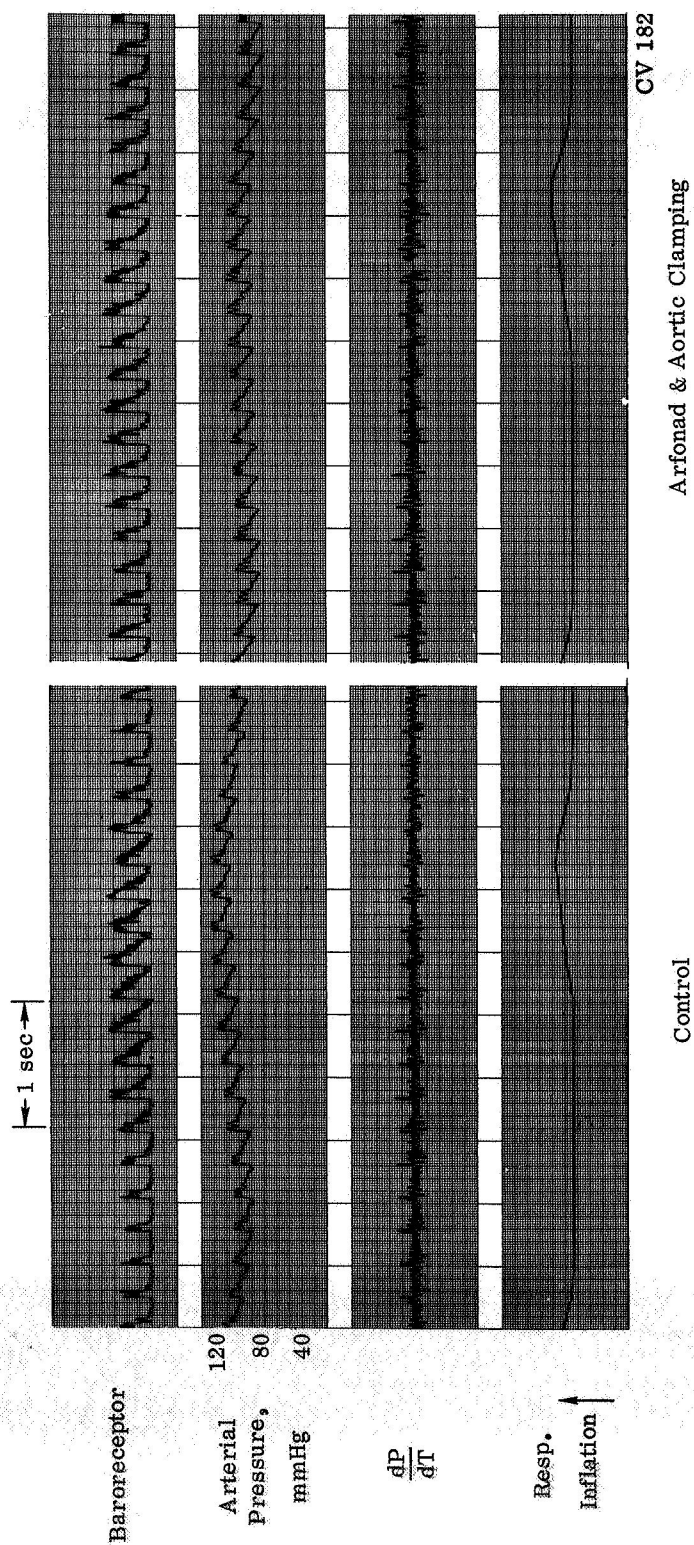 1 sec
Baroreceptor
Arterial
Pressure,
mmHg
120
80
40
dP
dT
Resp.
Inflation
Control
Arfonad & Aortic Clamping
CV 182